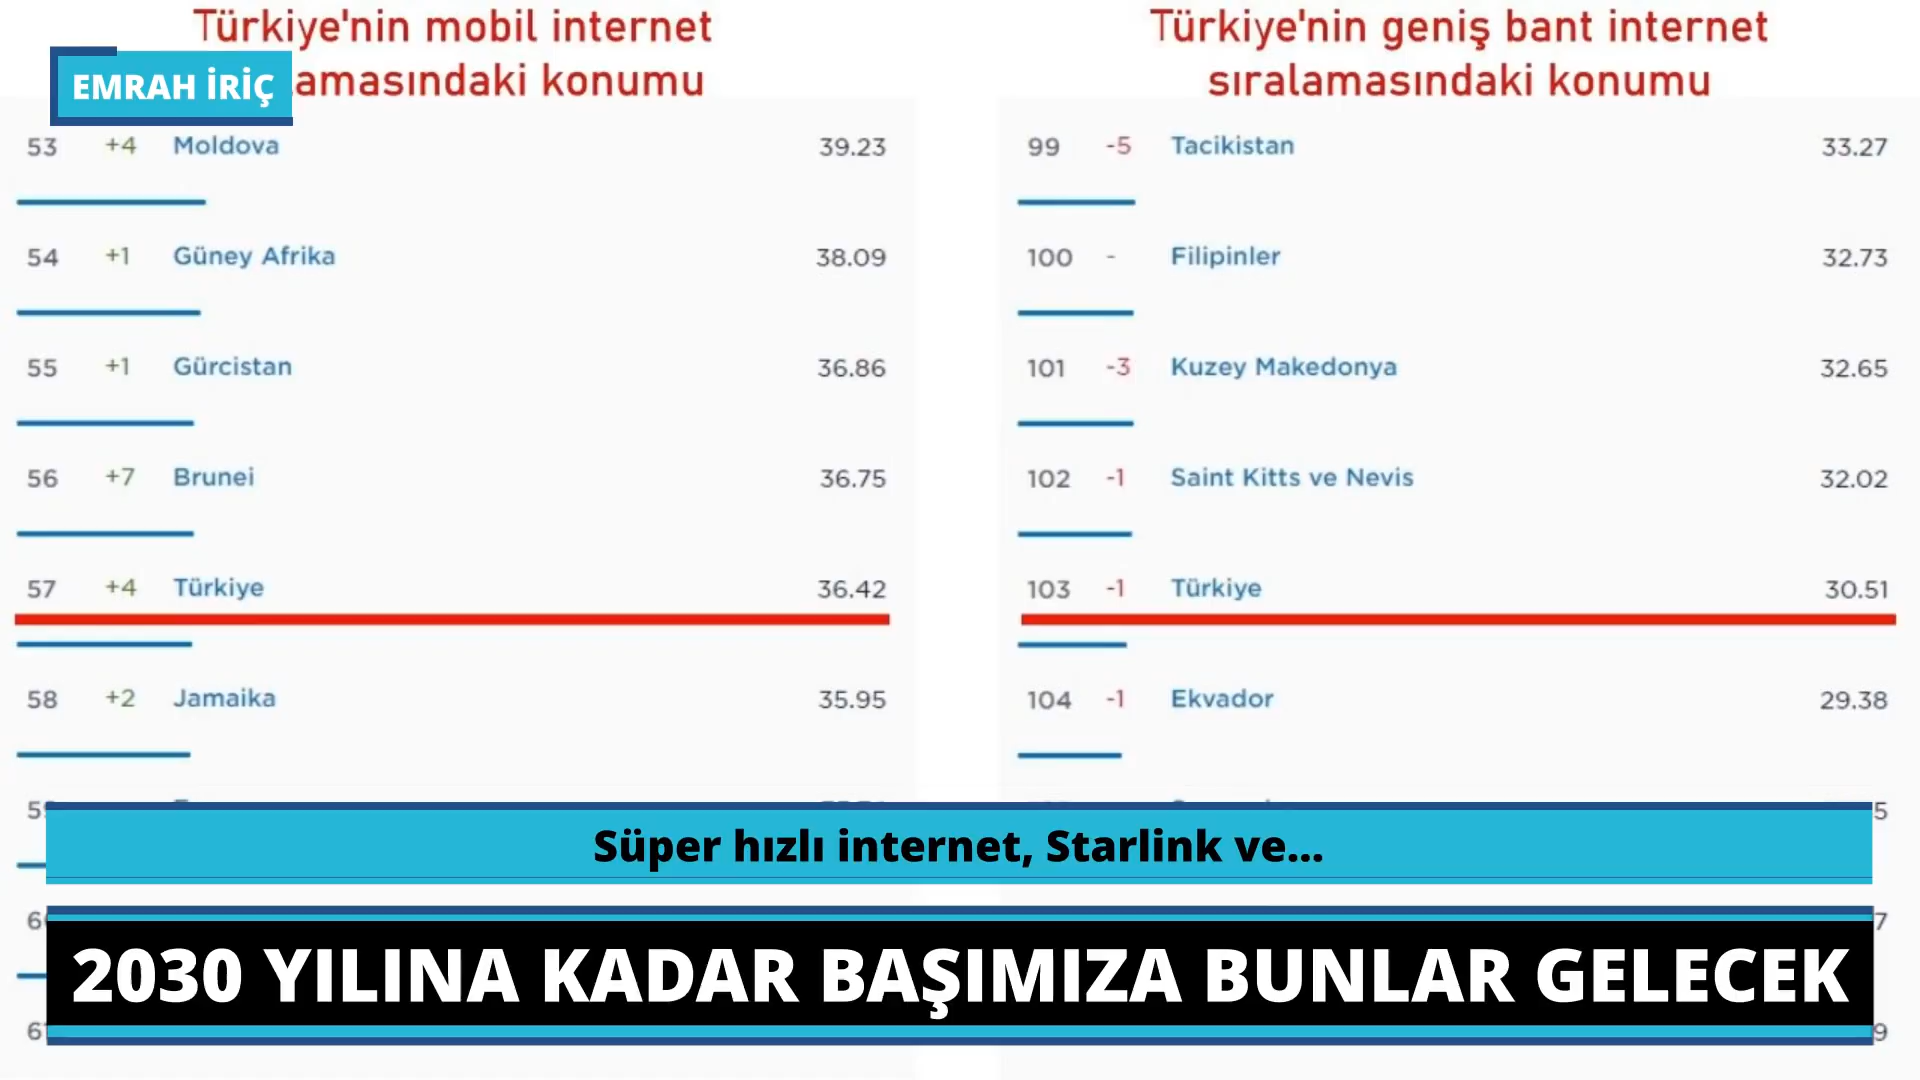 Türkiye'nin mobil internet
amasındaki konumu
EMRAH İRİÇ
53 +4 Moldova 39.23
54 +1 Güney Afrika 38.09
55 +1 Gürcistan 36.86
56 +7 Brunei 36.75
57 +4 Türkiye 36.42
58 +2 Jamaika 35.95
Türkiye'nin geniş bant internet
sıralamasındaki konumu
99 -5 Tacikistan 33.27
100 - Filipinler 32.73
101 -3 Kuzey Makedonya 32.65
102 -1 Saint Kitts ve Nevis 32.02
103 -1 Türkiye 30.51
104 -1 Ekvador 29.38
Süper hızlı internet, Starlink ve...
2030 YILINA KADAR BAŞIMIZA BUNLAR GELECEK